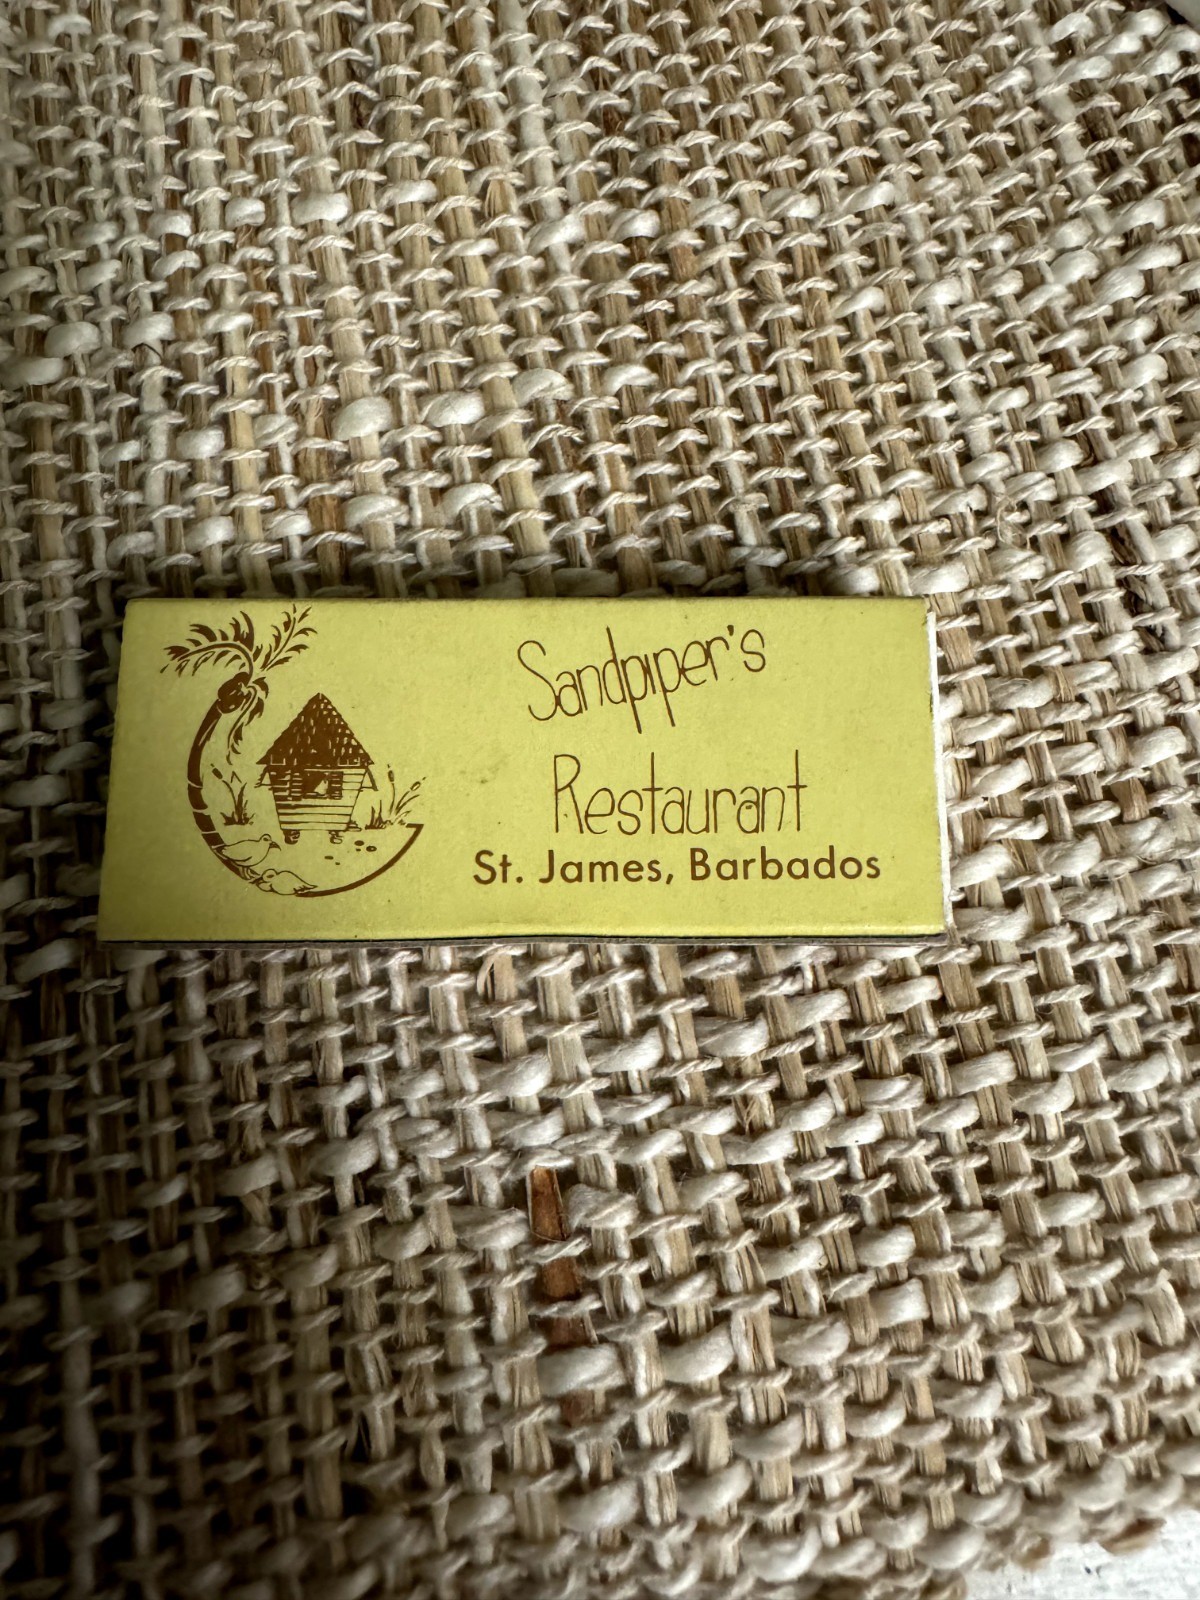 Sandpiper's
Restaurant
St. James, Barbados